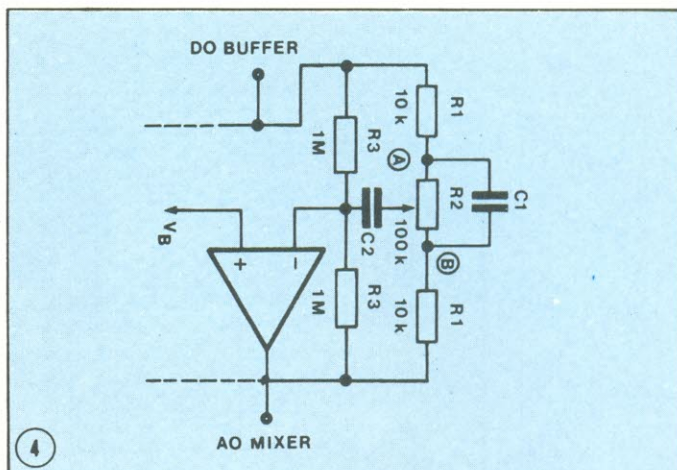 DO BUFFER
R1
10 k
R3
1M
A
C1
R2
100 k
C2
B
VB
+
−
R3
1M
R1
10 k
AO MIXER
4